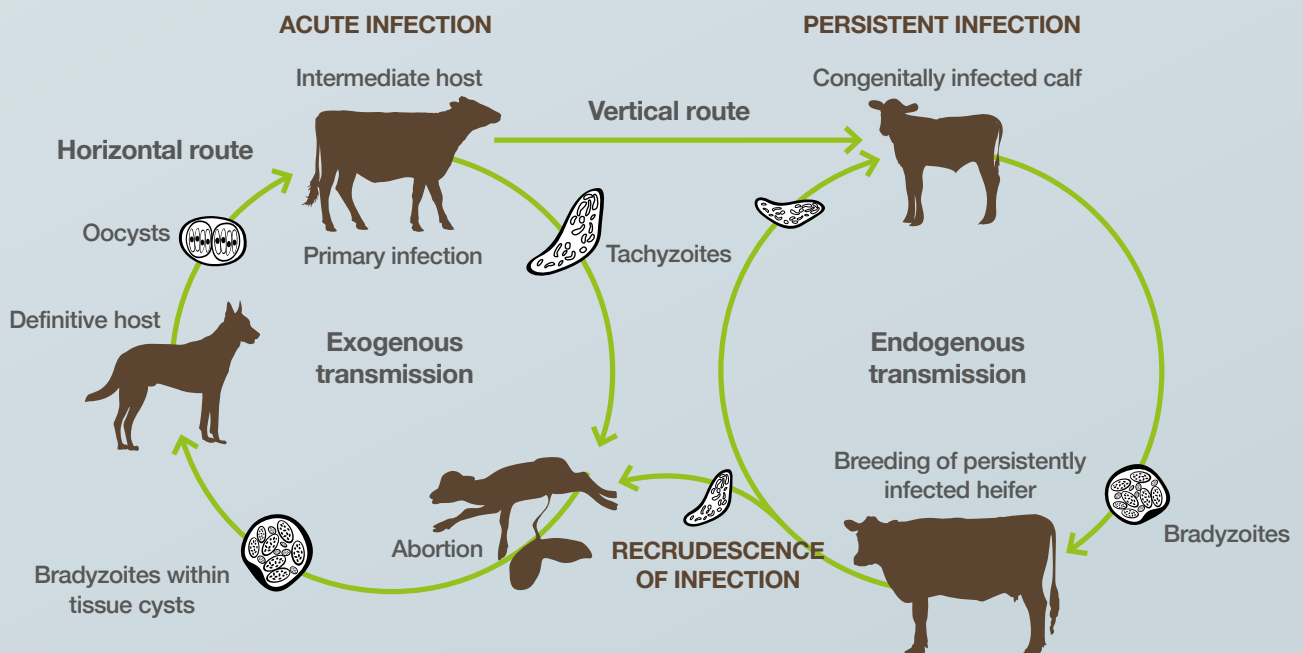 ACUTE INFECTION
PERSISTENT INFECTION
Intermediate host
Congenitally infected calf
Vertical route
Horizontal route
Oocysts
Primary infection
Tachyzoites
Definitive host
Exogenous
transmission
Endogenous
transmission
Breeding of persistently
infected heifer
Abortion
RECRUDESCENCE
OF INFECTION
Bradyzoites
Bradyzoites within
tissue cysts